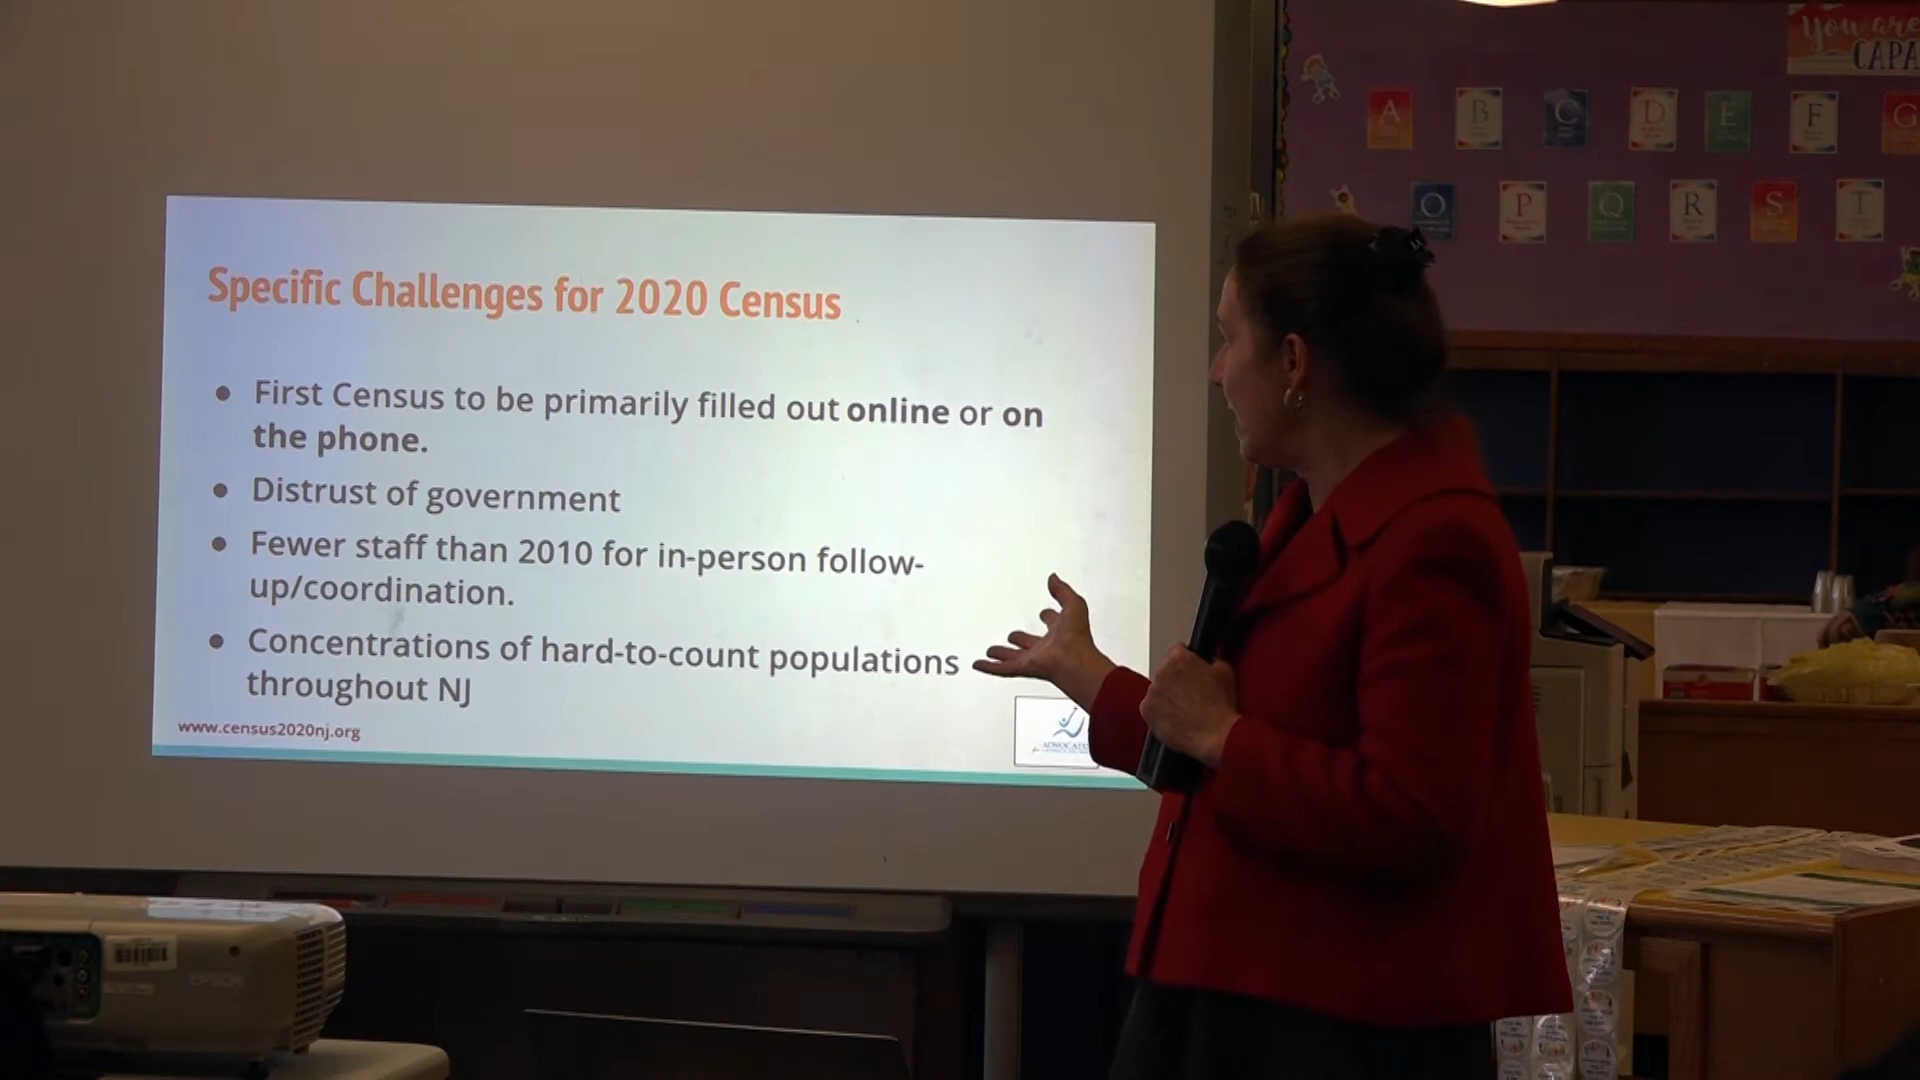 You are
CAPA
A B C D E F G
O P Q R S T
Specific Challenges for 2020 Census
First Census to be primarily filled out online or on
the phone.
Distrust of government
Fewer staff than 2010 for in-person follow-
up/coordination.
Concentrations of hard-to-count populations
throughout NJ
www.census2020nj.org
EPSON